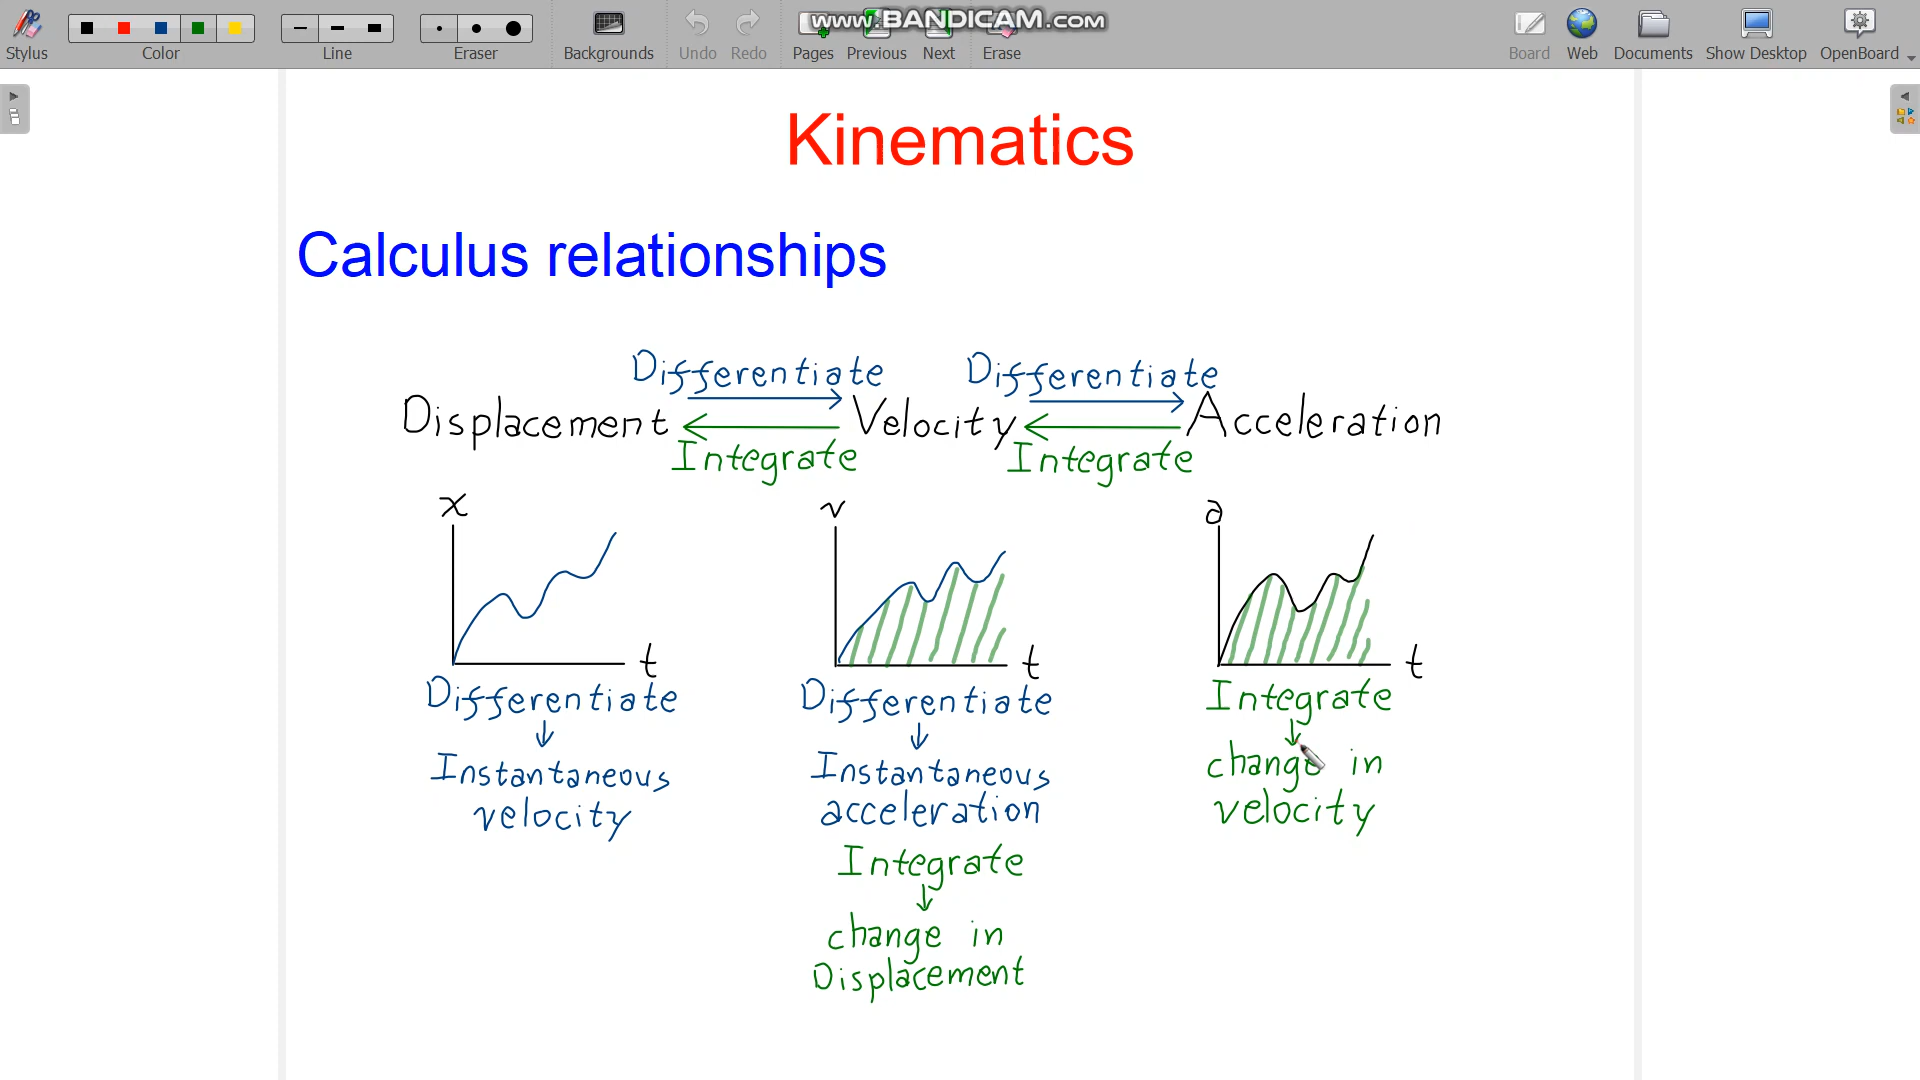 www.BANDICAM.com
Stylus
Color
Line
Eraser
Backgrounds
Undo
Redo
Pages
Previous
Next
Erase
Board
Web
Documents
Show Desktop
OpenBoard
Kinematics
Calculus relationships
Differentiate Differentiate
Displacement Velocity Acceleration
Integrate Integrate
x
t
Differentiate
Instantaneous
velocity
v
t
Differentiate
Instantaneous
acceleration
Integrate
change in
Displacement
a
t
Integrate
change in
velocity